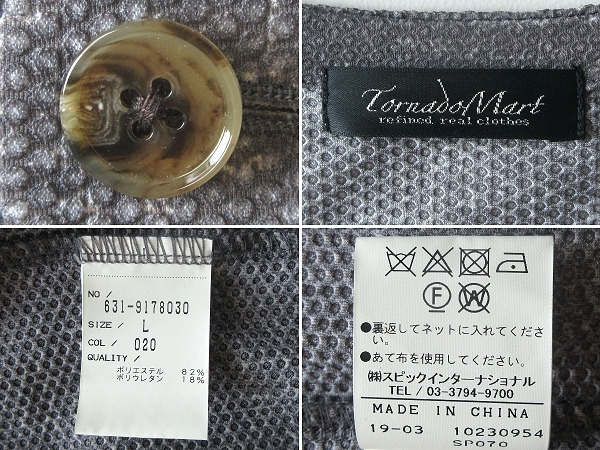 TornadoMart
refined real clothes
NO / 631-9178030
SIZE / L
COL / 020
QUALITY /
ポリエステル 82%
ポリウレタン 18%
F W
●裏返してネットに入れてくださ
い。
●あて布を使用してください。
㈱スピックインターナショナル
TEL / 03-3794-9700
MADE IN CHINA
19-03 10230954
SP070